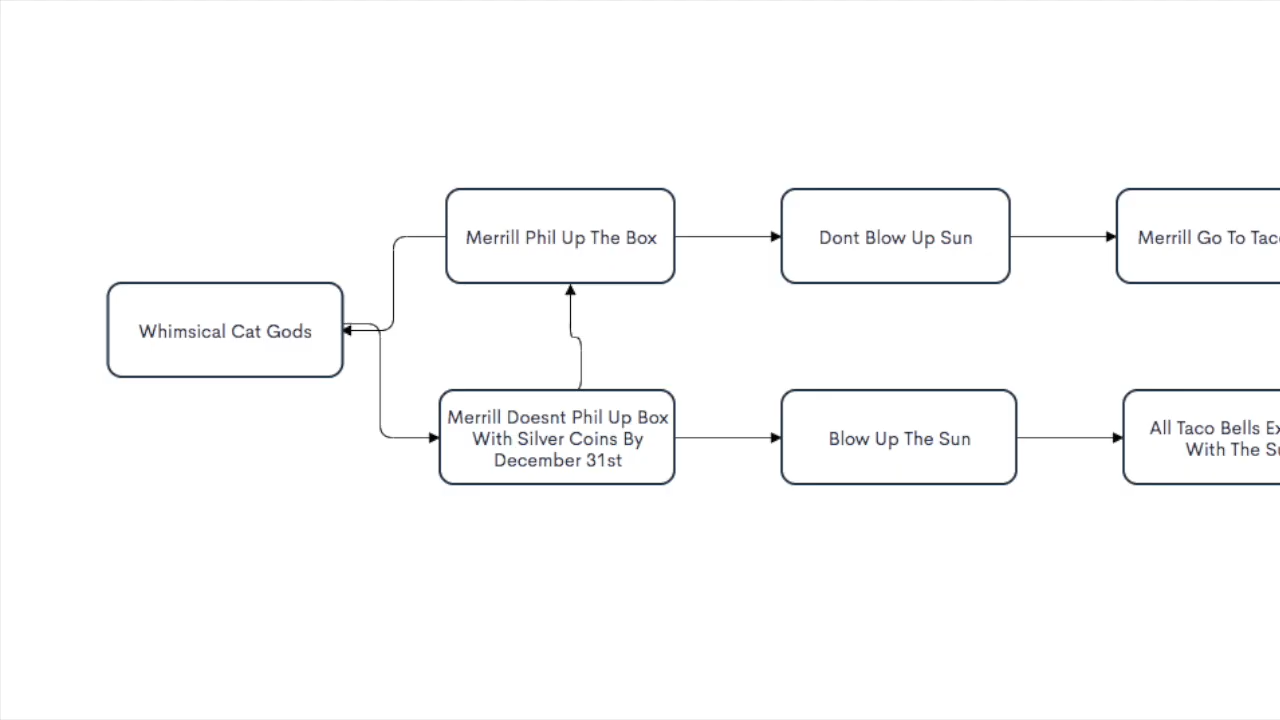 Merrill Phil Up The Box
Dont Blow Up Sun
Merrill Go To
Whimsical Cat Gods
Merrill Doesnt Phil Up Box
With Silver Coins By
December 31st
Blow Up The Sun
All Taco Bells
With The